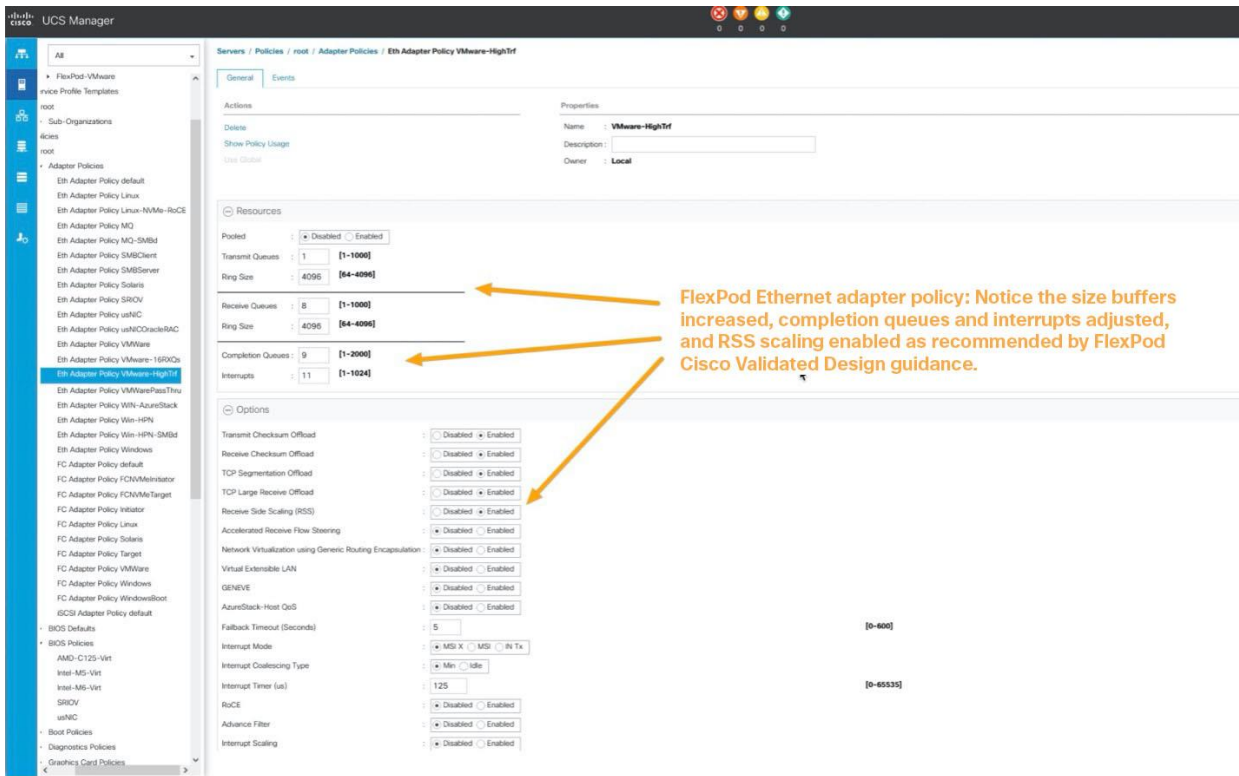 cisco UCS Manager
0 0 0 0
All
FlexPod-VMware
rvice Profile Templates
root
Sub-Organizations
licies
root
Adapter Policies
Eth Adapter Policy default
Eth Adapter Policy Linux
Eth Adapter Policy Linux-NVMe-RoCE
Eth Adapter Policy MQ
Eth Adapter Policy MQ-SMBd
Eth Adapter Policy SMBClient
Eth Adapter Policy SMBServer
Eth Adapter Policy Solaris
Eth Adapter Policy SRIOV
Eth Adapter Policy usNIC
Eth Adapter Policy usNICOracleRAC
Eth Adapter Policy VMWare
Eth Adapter Policy VMware-16RXQs
Eth Adapter Policy VMware-HighTrf
Eth Adapter Policy VMWarePassThru
Eth Adapter Policy WIN-AzureStack
Eth Adapter Policy Win-HPN
Eth Adapter Policy Win-HPN-SMBd
Eth Adapter Policy Windows
FC Adapter Policy default
FC Adapter Policy FCNVMeInitiator
FC Adapter Policy FCNVMeTarget
FC Adapter Policy Initiator
FC Adapter Policy Linux
FC Adapter Policy Solaris
FC Adapter Policy Target
FC Adapter Policy VMWare
FC Adapter Policy Windows
FC Adapter Policy WindowsBoot
iSCSI Adapter Policy default
BIOS Defaults
BIOS Policies
AMD-C125-Virt
Intel-M5-Virt
Intel-M6-Virt
SRIOV
usNIC
Boot Policies
Diagnostics Policies
Graphics Card Policies
Servers / Policies / root / Adapter Policies / Eth Adapter Policy VMware-HighTrf
General Events
Actions
Delete
Show Policy Usage
Use Global
Properties
Name : VMware-HighTrf
Description :
Owner : Local
Resources
Pooled : Disabled Enabled
Transmit Queues : 1 [1-1000]
Ring Size : 4096 [64-4096]
Receive Queues : 8 [1-1000]
Ring Size : 4096 [64-4096]
Completion Queues : 9 [1-2000]
Interrupts : 11 [1-1024]
FlexPod Ethernet adapter policy: Notice the size buffers
increased, completion queues and interrupts adjusted,
and RSS scaling enabled as recommended by FlexPod
Cisco Validated Design guidance.
Options
Transmit Checksum Offload : Disabled Enabled
Receive Checksum Offload : Disabled Enabled
TCP Segmentation Offload : Disabled Enabled
TCP Large Receive Offload : Disabled Enabled
Receive Side Scaling (RSS) : Disabled Enabled
Accelerated Receive Flow Steering : Disabled Enabled
Network Virtualization using Generic Routing Encapsulation : Disabled Enabled
Virtual Extensible LAN : Disabled Enabled
GENEVE : Disabled Enabled
AzureStack-Host QoS : Disabled Enabled
Failback Timeout (Seconds) : 5 [0-600]
Interrupt Mode : MSI X MSI IN Tx
Interrupt Coalescing Type : Min Idle
Interrupt Timer (us) : 125 [0-65535]
RoCE : Disabled Enabled
Advance Filter : Disabled Enabled
Interrupt Scaling : Disabled Enabled